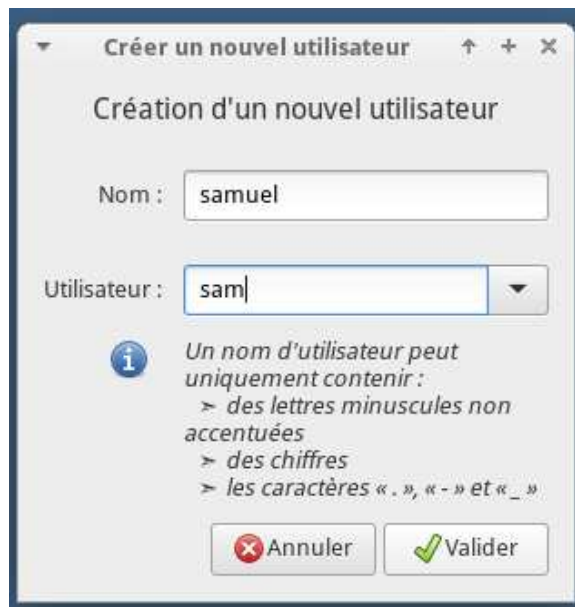 Créer un nouvel utilisateur
Création d'un nouvel utilisateur
Nom : samuel
Utilisateur : sam
Un nom d'utilisateur peut
uniquement contenir :
➣ des lettres minuscules non
accentuées
➣ des chiffres
➣ les caractères « . », « - » et « _ »
Annuler Valider